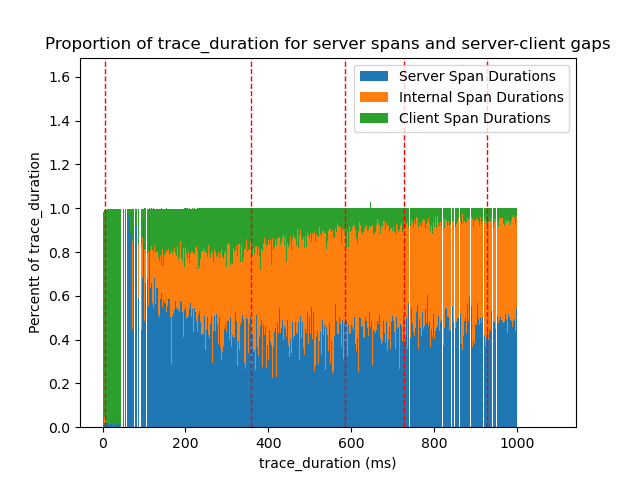 Proportion of trace_duration for server spans and server-client gaps
Server Span Durations
Internal Span Durations
Client Span Durations
Percentt of trace_duration
1.6
1.4
1.2
1.0
0.8
0.6
0.4
0.2
0.0
0 200 400 600 800 1000
trace_duration (ms)